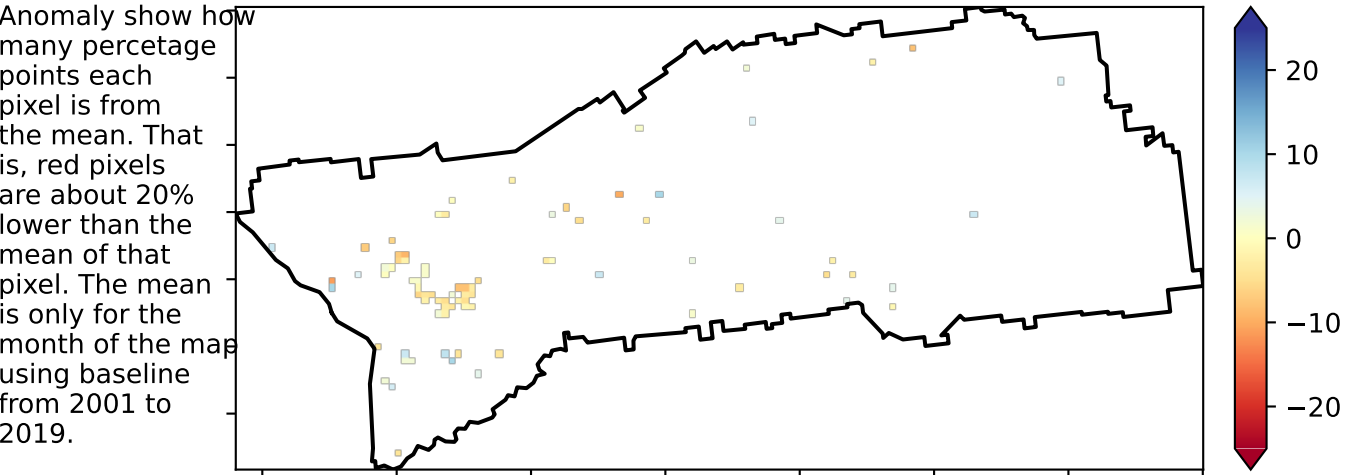 Anomaly show how
many percetage
points each
pixel is from
the mean. That
is, red pixels
are about 20%
lower than the
mean of that
pixel. The mean
is only for the
month of the map
using baseline
from 2001 to
2019.
20
10
0
−10
−20